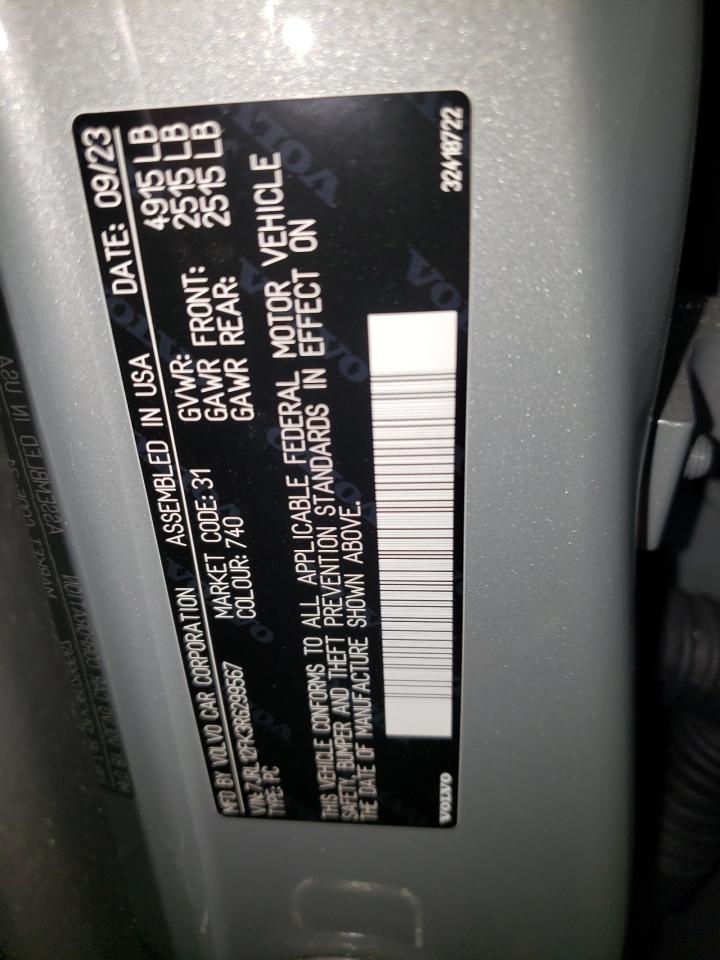 MFD BY VOLVO CAR CORPORATION ASSEMBLED IN USA DATE: 09/23
VIN: 7JRL12FK3RG299567 MARKET CODE: 31 GVWR: 4915 LB
TYPE: PC COLOUR: 740 GAWR FRONT: 2515 LB
GAWR REAR: 2515 LB
THIS VEHICLE CONFORMS TO ALL APPLICABLE FEDERAL MOTOR VEHICLE
SAFETY, BUMPER AND THEFT PREVENTION STANDARDS IN EFFECT ON
THE DATE OF MANUFACTURE SHOWN ABOVE.
VOLVO 32418722